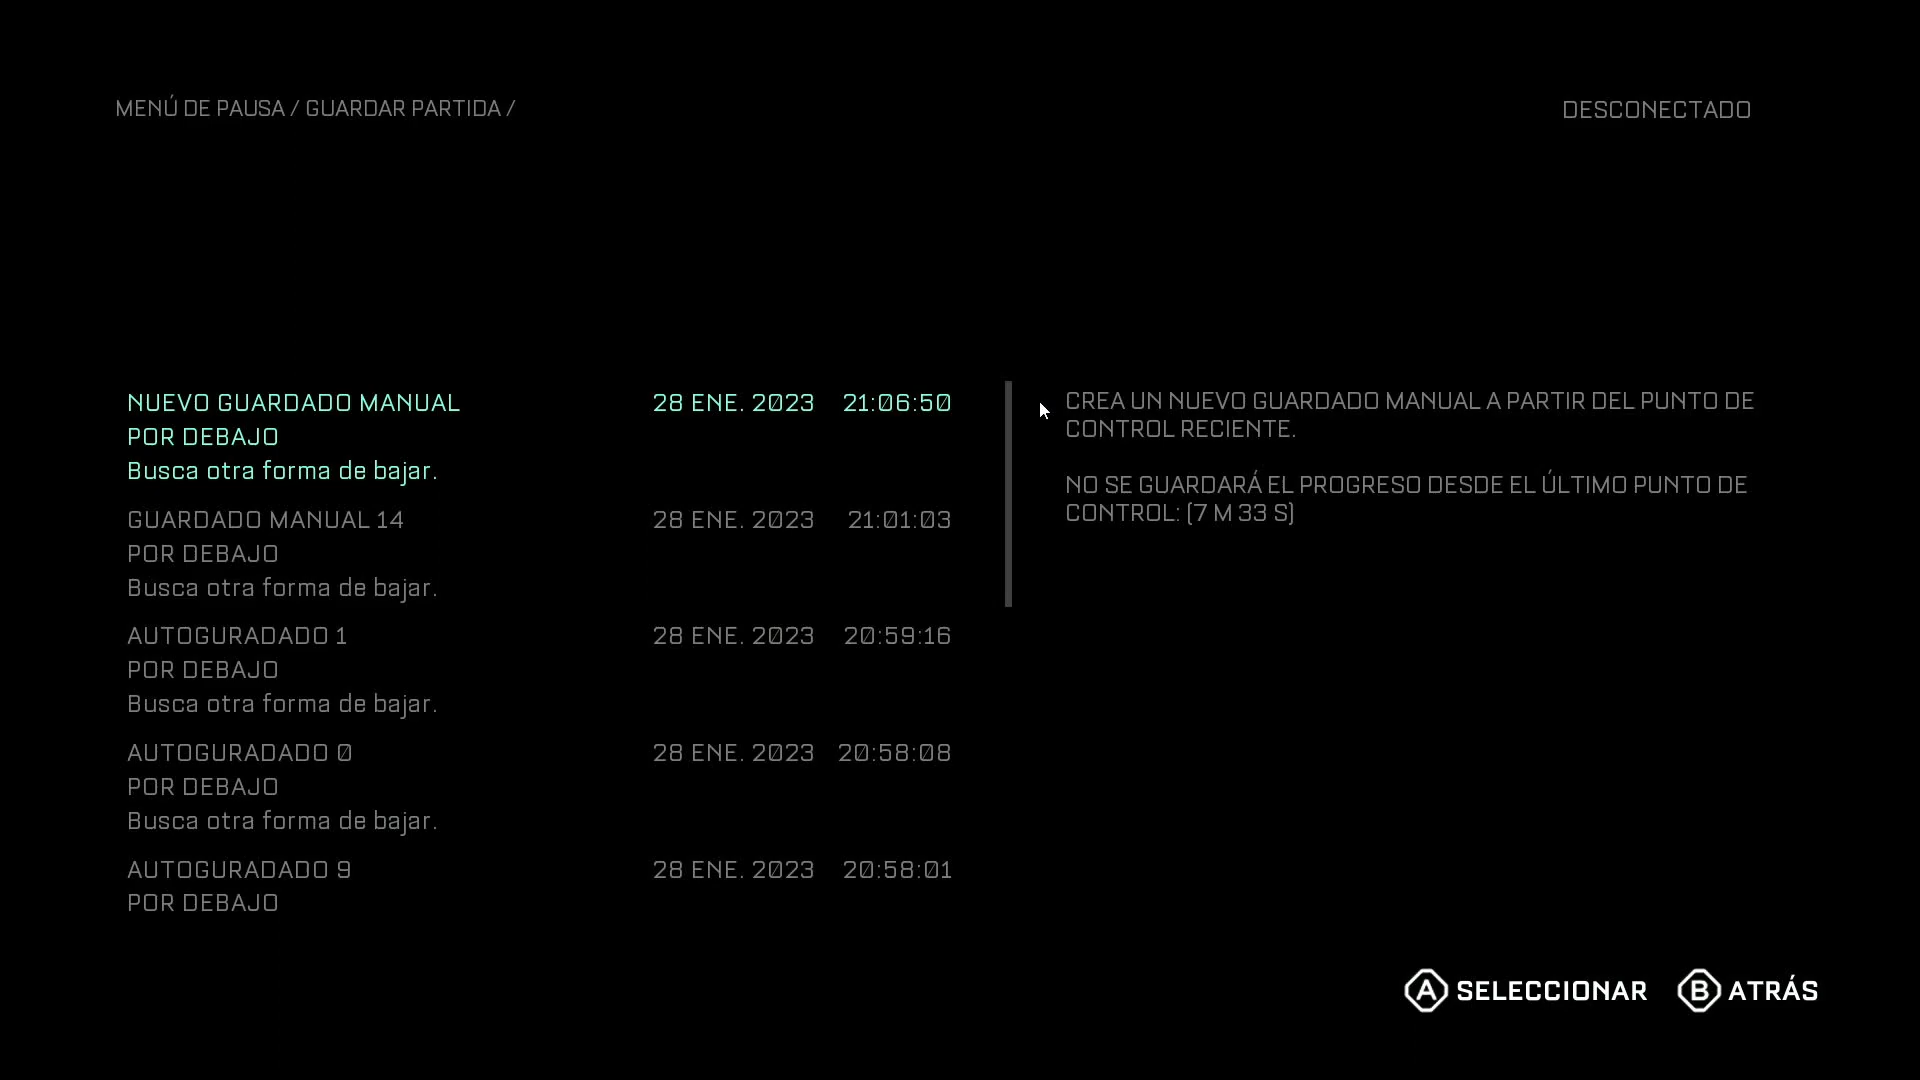 MENÚ DE PAUSA / GUARDAR PARTIDA /
DESCONECTADO
NUEVO GUARDADO MANUAL 28 ENE. 2023 21:06:50
POR DEBAJO
Busca otra forma de bajar.
GUARDADO MANUAL 14 28 ENE. 2023 21:01:03
POR DEBAJO
Busca otra forma de bajar.
AUTOGURADADO 1 28 ENE. 2023 20:59:16
POR DEBAJO
Busca otra forma de bajar.
AUTOGURADADO 0 28 ENE. 2023 20:58:08
POR DEBAJO
Busca otra forma de bajar.
AUTOGURADADO 9 28 ENE. 2023 20:58:01
POR DEBAJO
CREA UN NUEVO GUARDADO MANUAL A PARTIR DEL PUNTO DE
CONTROL RECIENTE.
NO SE GUARDARÁ EL PROGRESO DESDE EL ÚLTIMO PUNTO DE
CONTROL: (7 M 33 S)
A SELECCIONAR B ATRÁS